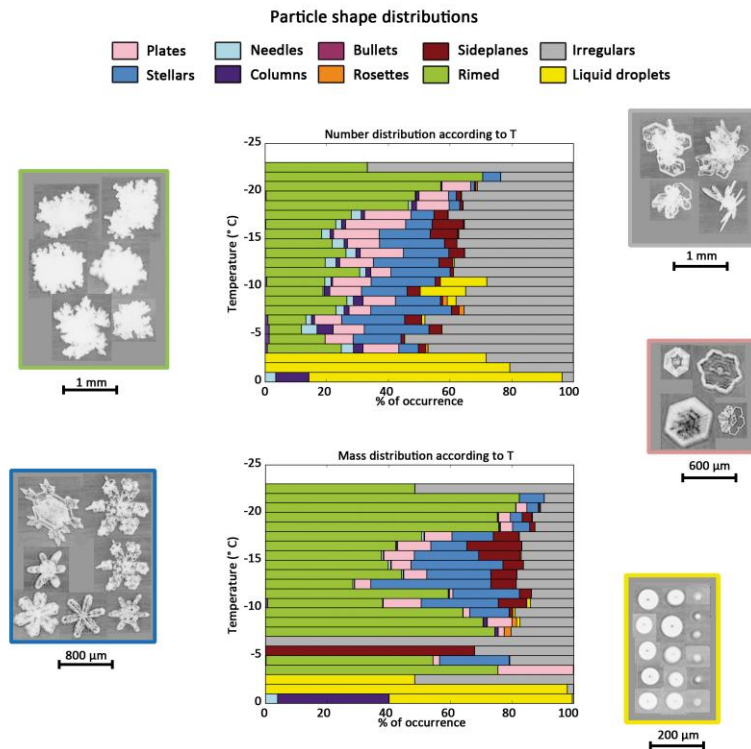 Particle shape distributions
Plates Needles Bullets Sideplanes Irregulars
Stellars Columns Rosettes Rimed Liquid droplets
Number distribution according to T
-25
-20
-15
-10
-5
0
Temperature (° C)
0 20 40 60 80 100
% of occurrence
1 mm
1 mm
600 µm
Mass distribution according to T
-25
-20
-15
-10
-5
0
Temperature (° C)
0 20 40 60 80 100
% of occurrence
800 µm
200 µm